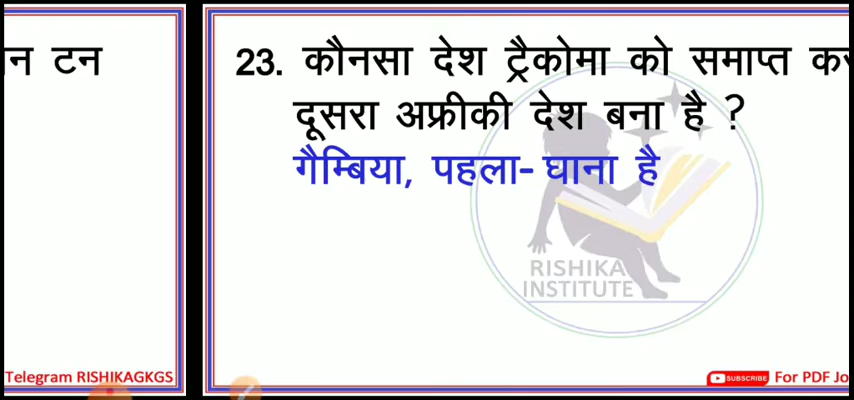 टन
23. कौनसा देश ट्रैकोमा को समाप्त
दूसरा अफ्रीकी देश बना है ?
गैम्बिया, पहला- घाना है
RISHIKA
INSTITUTE
Telegram RISHIKAGKGS
SUBSCRIBE For PDF Jo